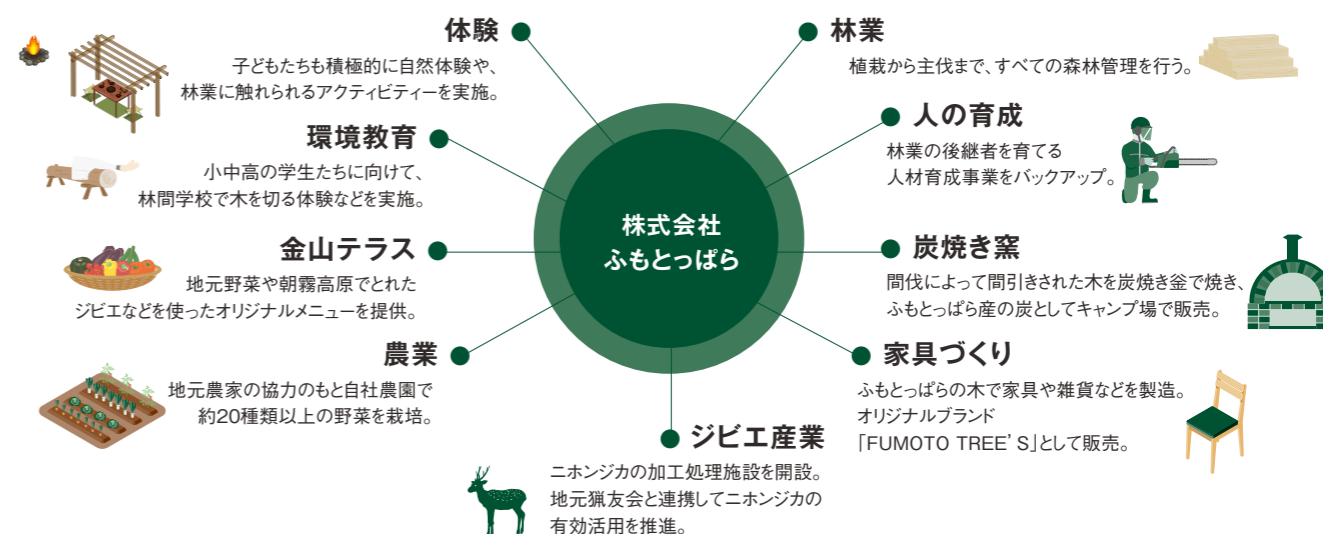 体験
子どもたちも積極的に自然体験や、
林業に触れられるアクティビティーを実施。
環境教育
小中高の学生たちに向けて、
林間学校で木を切る体験などを実施。
金山テラス
地元野菜や朝霧高原でとれた
ジビエなどを使ったオリジナルメニューを提供。
農業
地元農家の協力のもと自社農園で
約20種類以上の野菜を栽培。
株式会社
ふもとっぱら
林業
植栽から主伐まで、すべての森林管理を行う。
人の育成
林業の後継者を育てる
人材育成事業をバックアップ。
炭焼き窯
間伐によって間引きされた木を炭焼き釜で焼き、
ふもとっぱら産の炭としてキャンプ場で販売。
家具づくり
ふもとっぱらの木で家具や雑貨などを製造。
オリジナルブランド
「FUMOTO TREE’S」として販売。
ジビエ産業
ニホンジカの加工処理施設を開設。
地元猟友会と連携してニホンジカの
有効活用を推進。